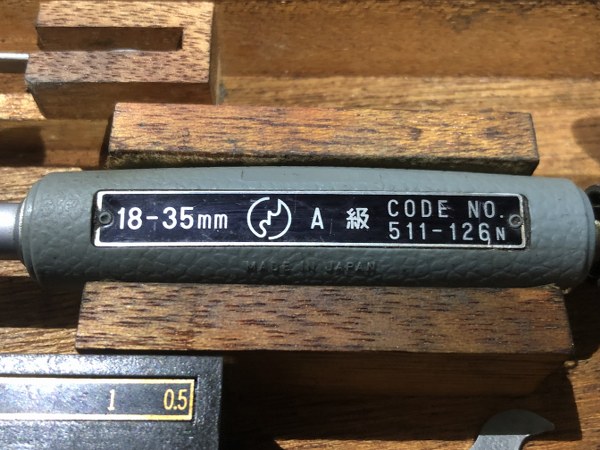 18-35mm A 級 CODE NO.
511-126N
MADE IN JAPAN
1 0.5